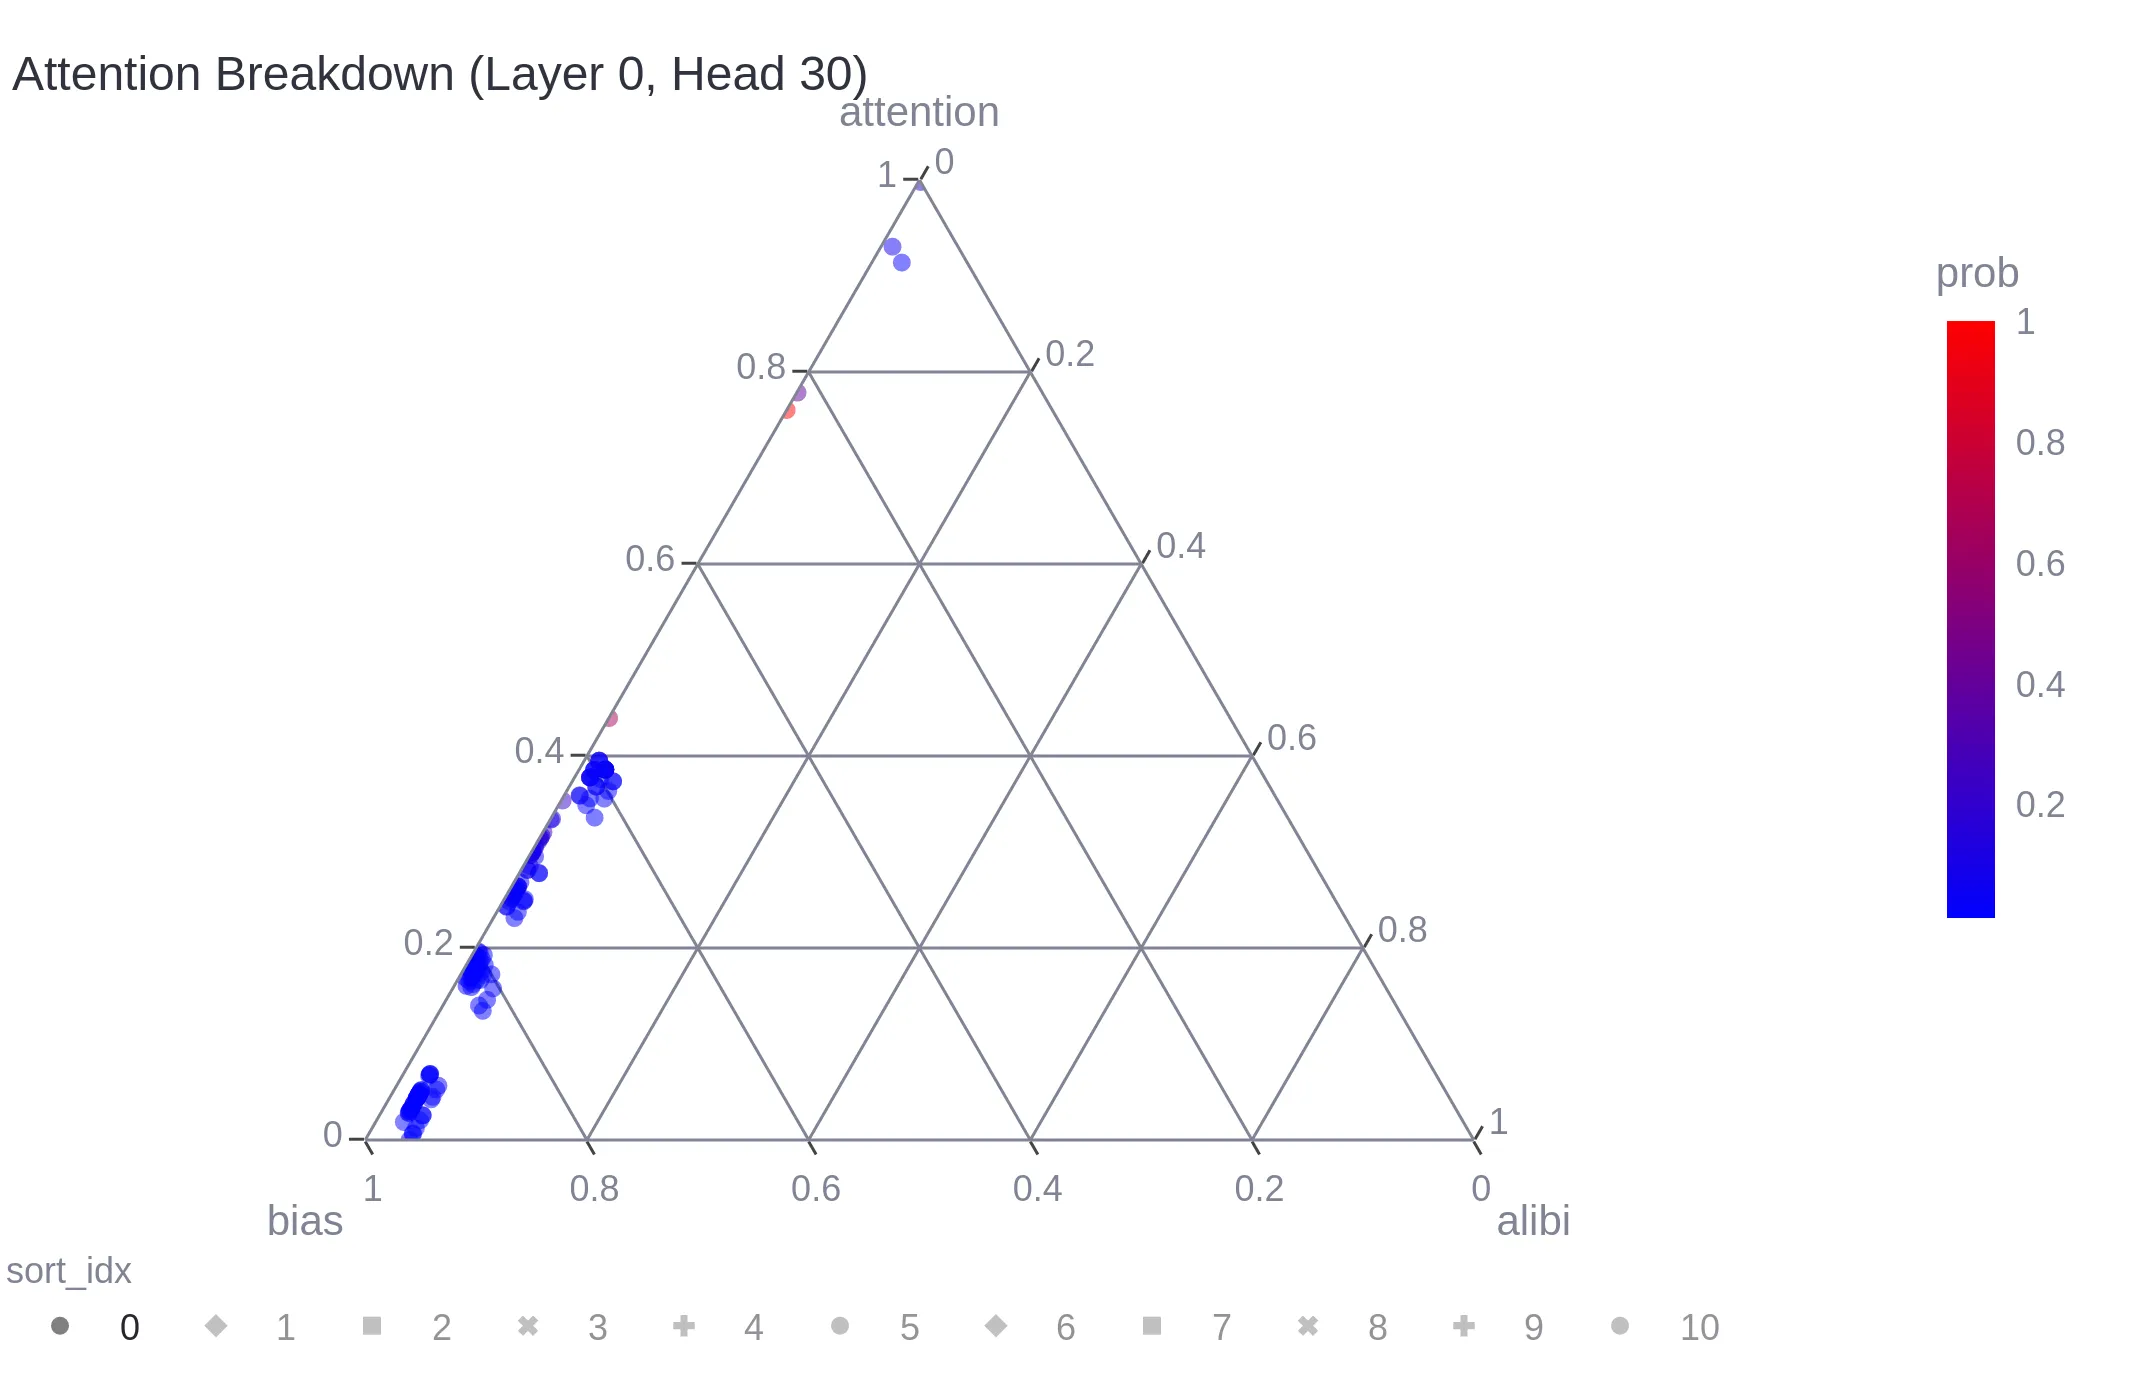 Attention Breakdown (Layer 0, Head 30)
attention
1 0
prob
1
0.8 0.2
0.8
0.6 0.4
0.6
0.4 0.6
0.4
0.2
0.2 0.8
0 1
1 0.8 0.6 0.4 0.2 0
bias alibi
sort_idx
0 1 2 3 4 5 6 7 8 9 10